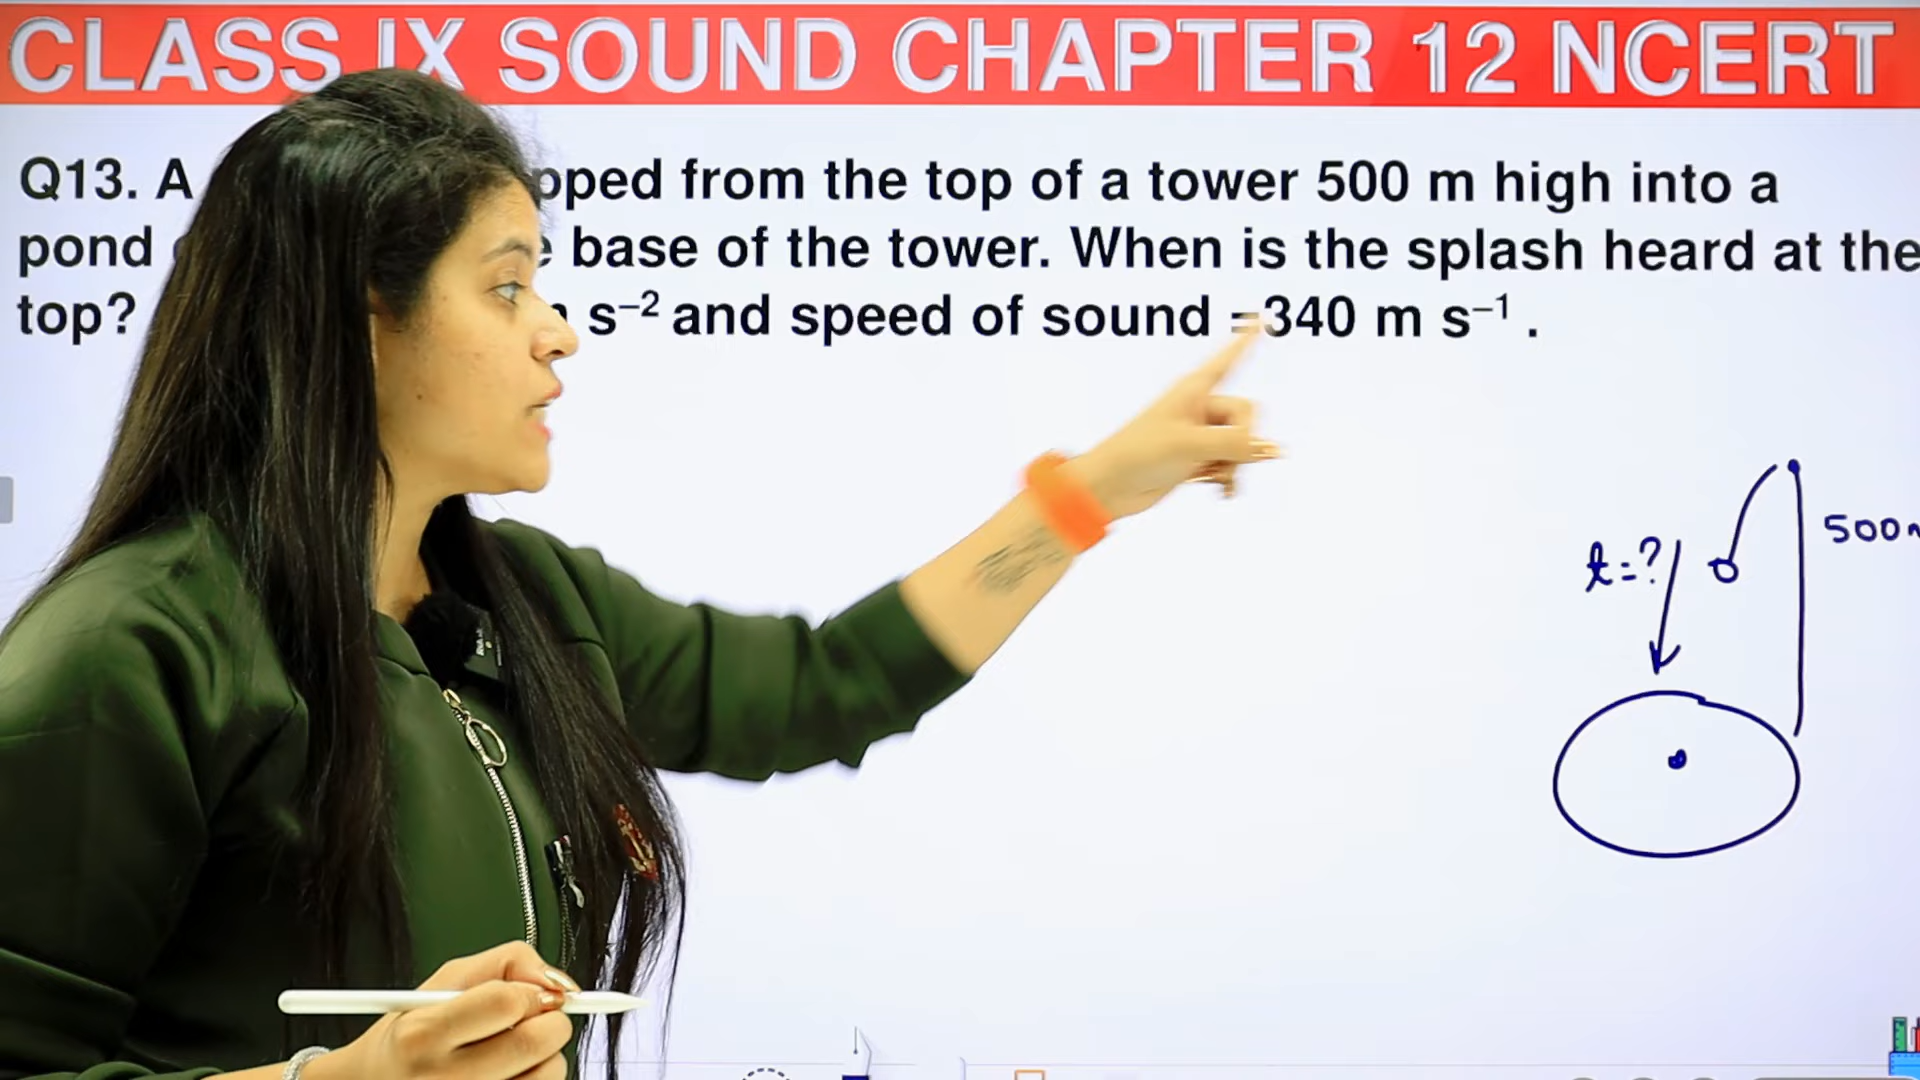 CLASS IX SOUND CHAPTER 12 NCERT
Q13. A pped from the top of a tower 500 m high into a
pond base of the tower. When is the splash heard at the
top? s⁻² and speed of sound =340 m s⁻¹ .
500
t=?